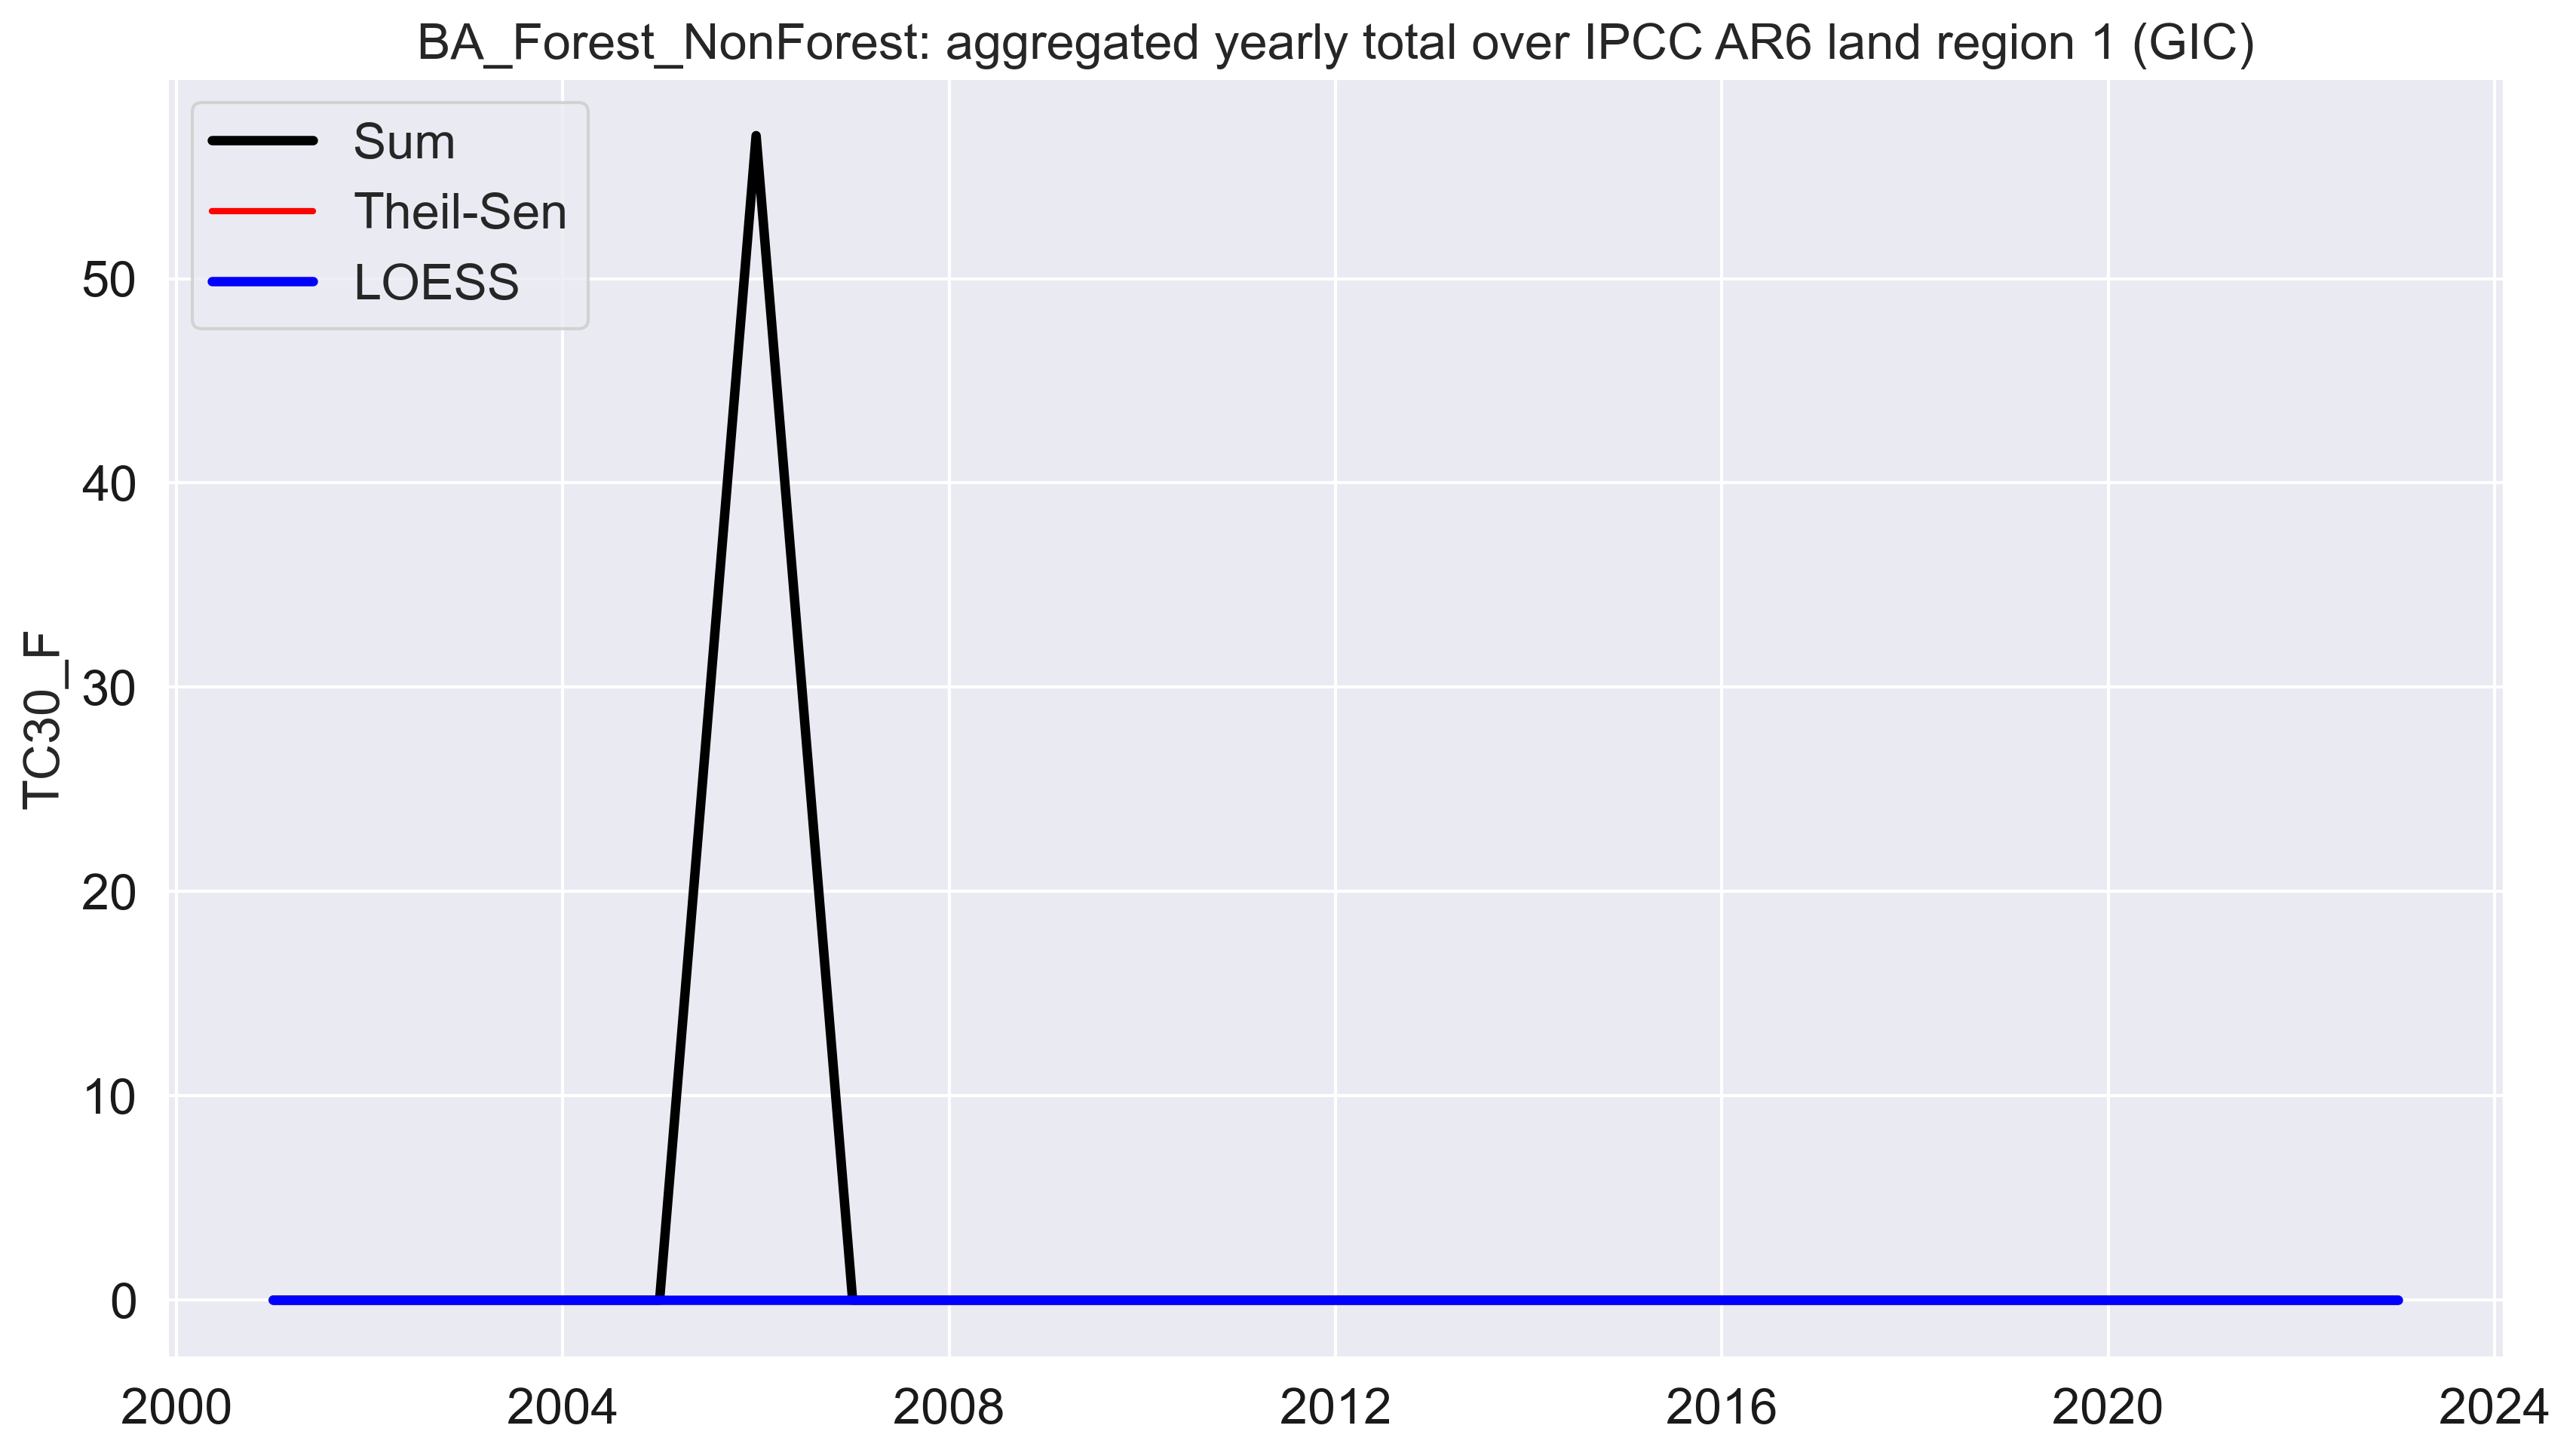 BA_Forest_NonForest: aggregated yearly total over IPCC AR6 land region 1 (GIC)
Sum
Theil-Sen
LOESS
TC30_F
50
40
30
20
10
0
2000
2004
2008
2012
2016
2020
2024